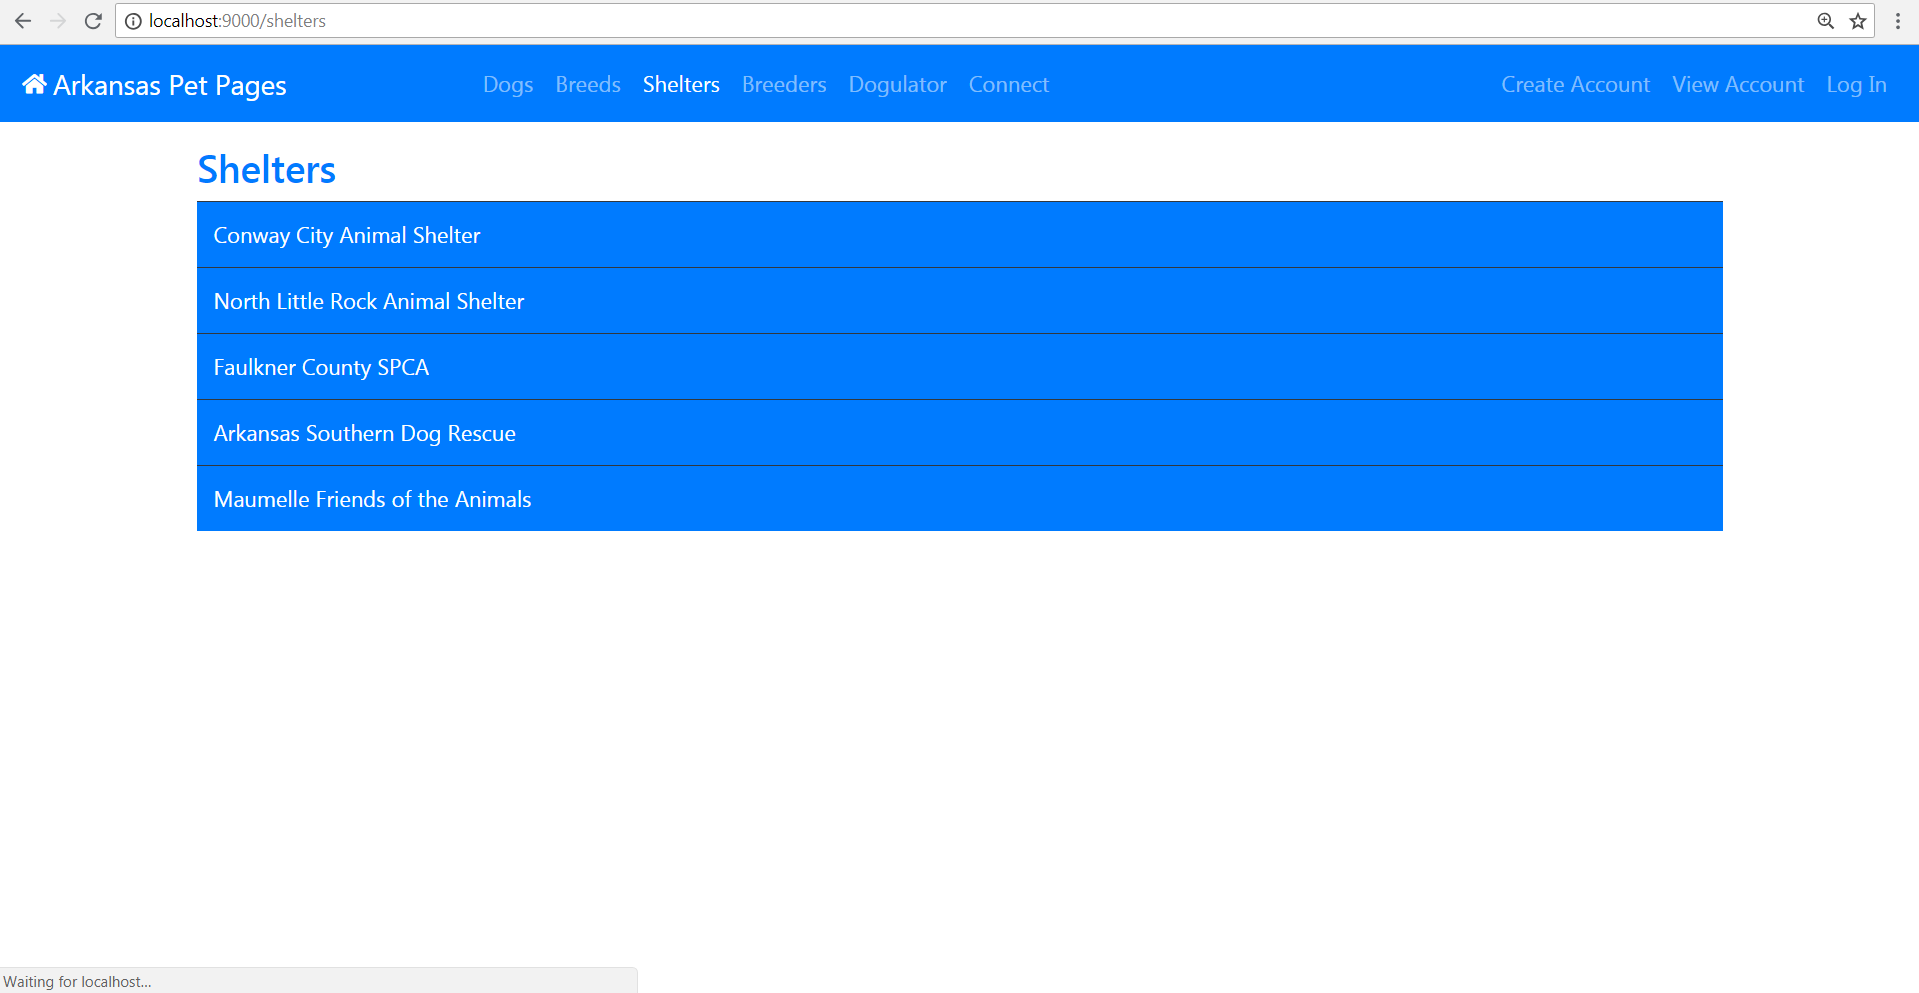 localhost:9000/shelters
Arkansas Pet Pages Dogs Breeds Shelters Breeders Dogulator Connect Create Account View Account Log In
Shelters
Conway City Animal Shelter
North Little Rock Animal Shelter
Faulkner County SPCA
Arkansas Southern Dog Rescue
Maumelle Friends of the Animals
Waiting for localhost...